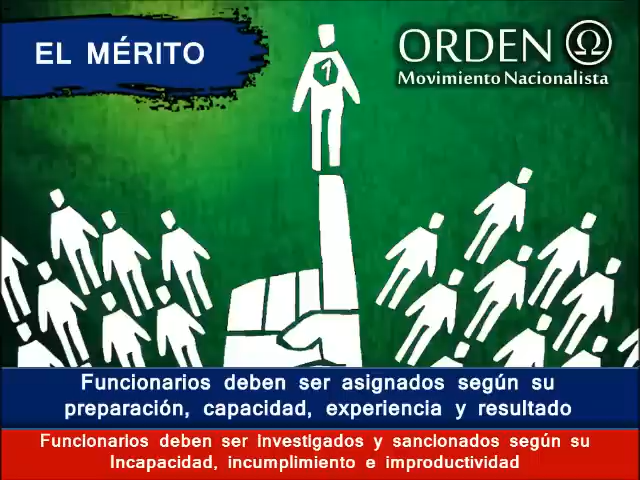 EL MÉRITO
ORDEN Ω
Movimiento Nacionalista
1
Funcionarios deben ser asignados según su
preparación, capacidad, experiencia y resultado
Funcionarios deben ser investigados y sancionados según su
Incapacidad, incumplimiento e improductividad